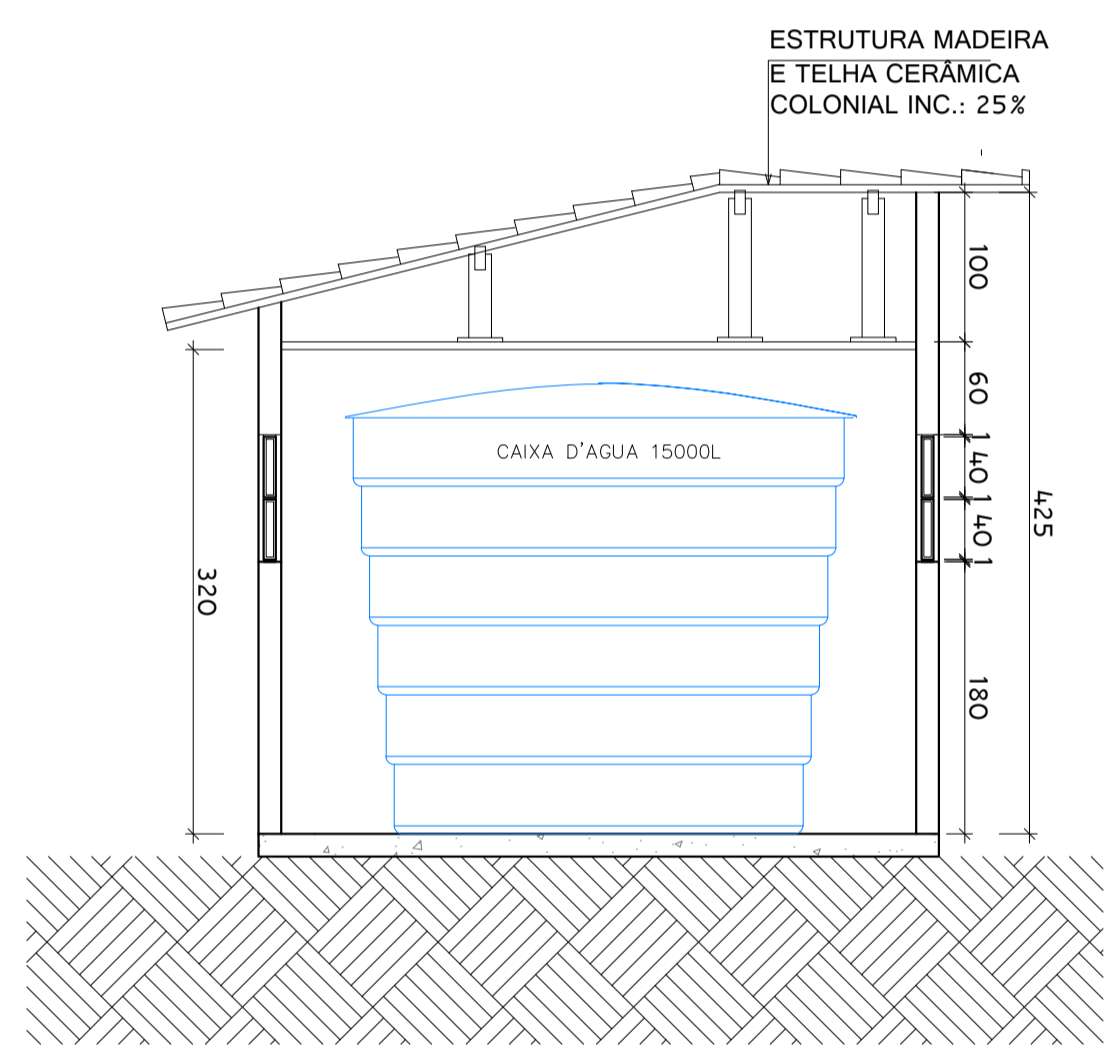 ESTRUTURA MADEIRA
E TELHA CERÂMICA
COLONIAL INC.: 25%
100
60
1
40
1
40
1
425
180
320
CAIXA D'AGUA 15000L